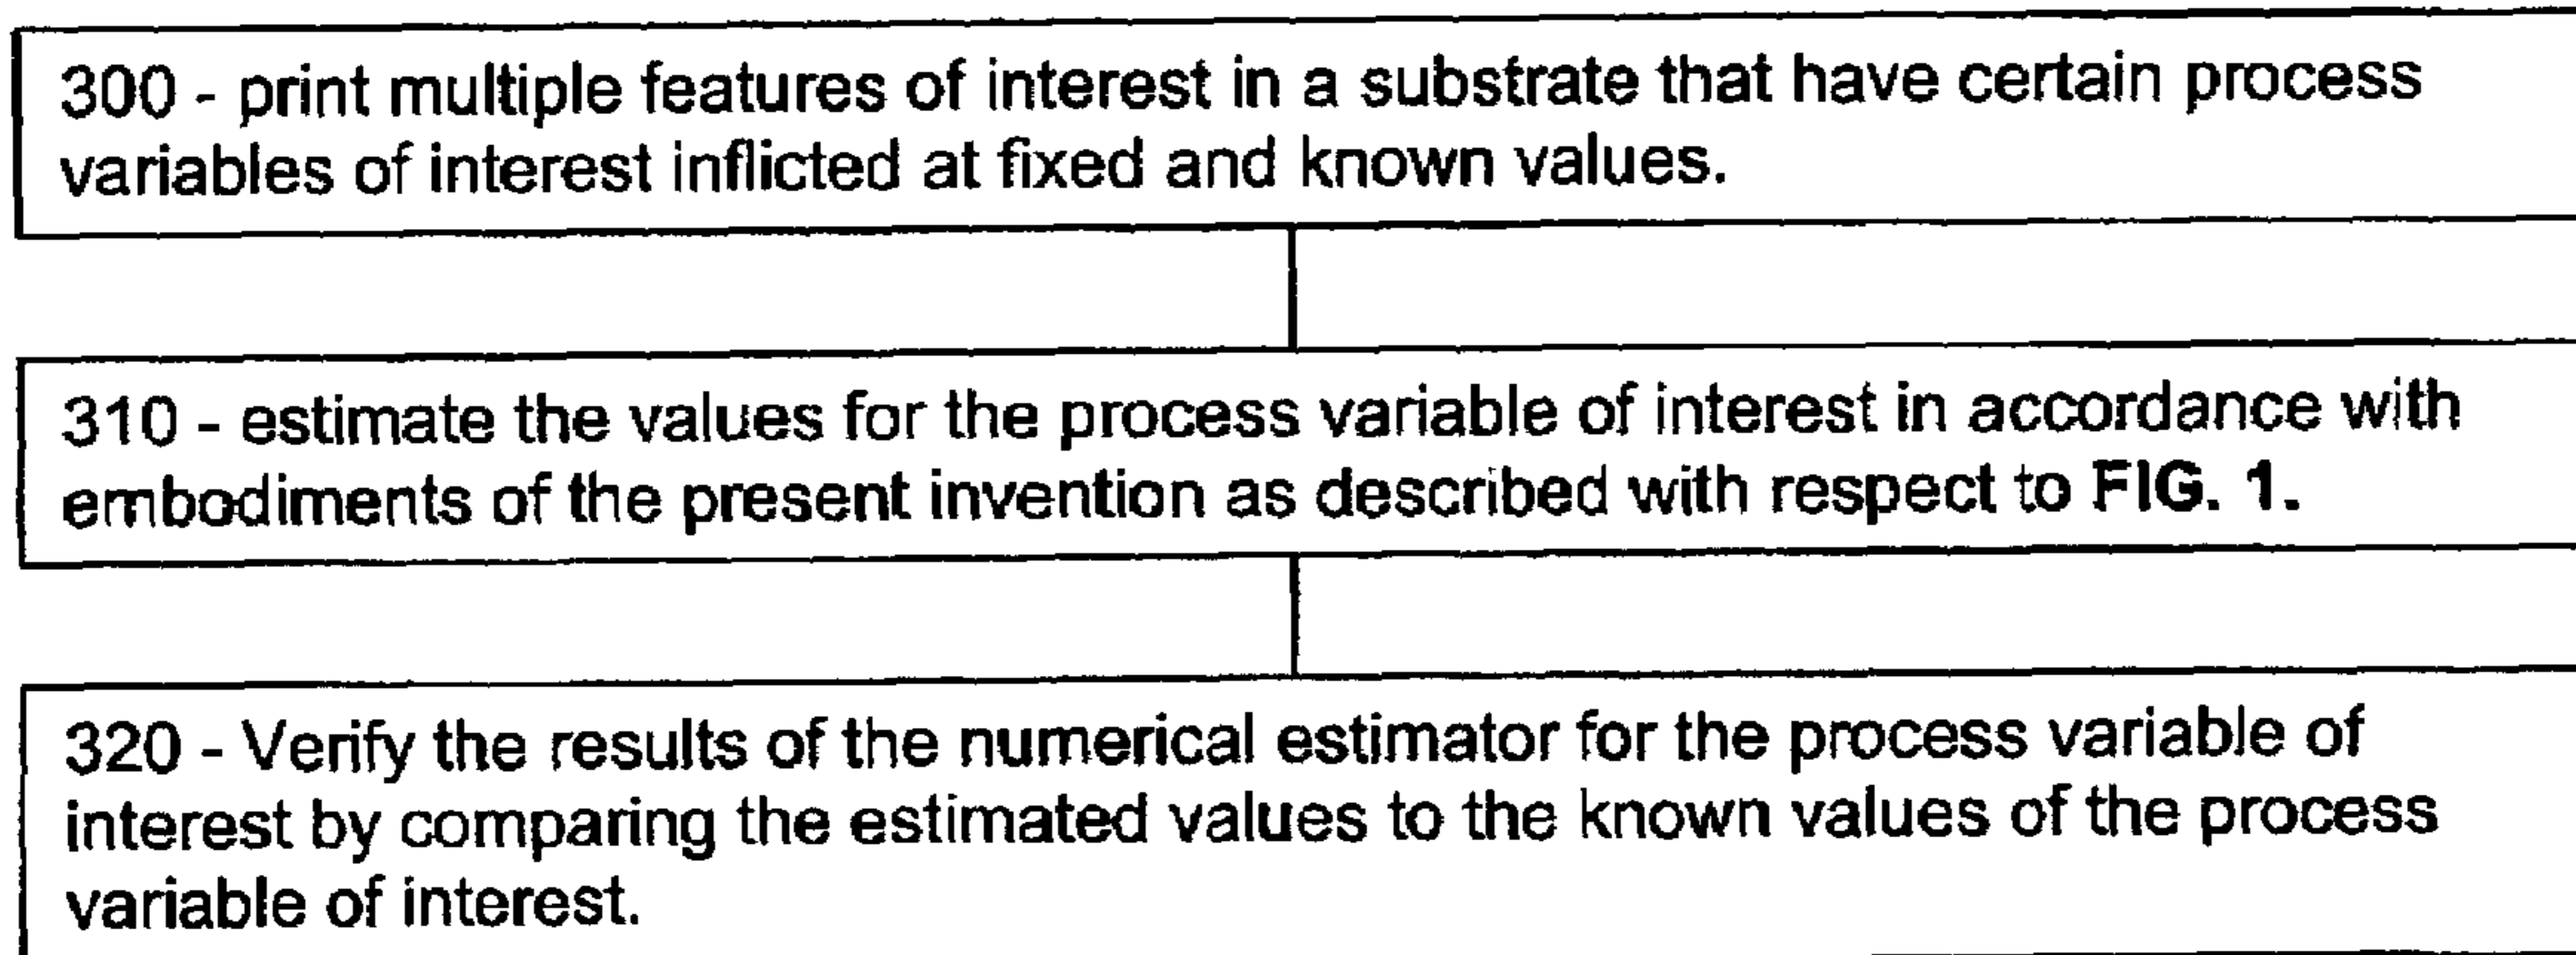 300 - print multiple features of interest in a substrate that have certain process
variables of interest inflicted at fixed and known values.
310 - estimate the values for the process variable of interest in accordance with
embodiments of the present invention as described with respect to FIG. 1.
320 - Verify the results of the numerical estimator for the process variable of
interest by comparing the estimated values to the known values of the process
variable of interest.